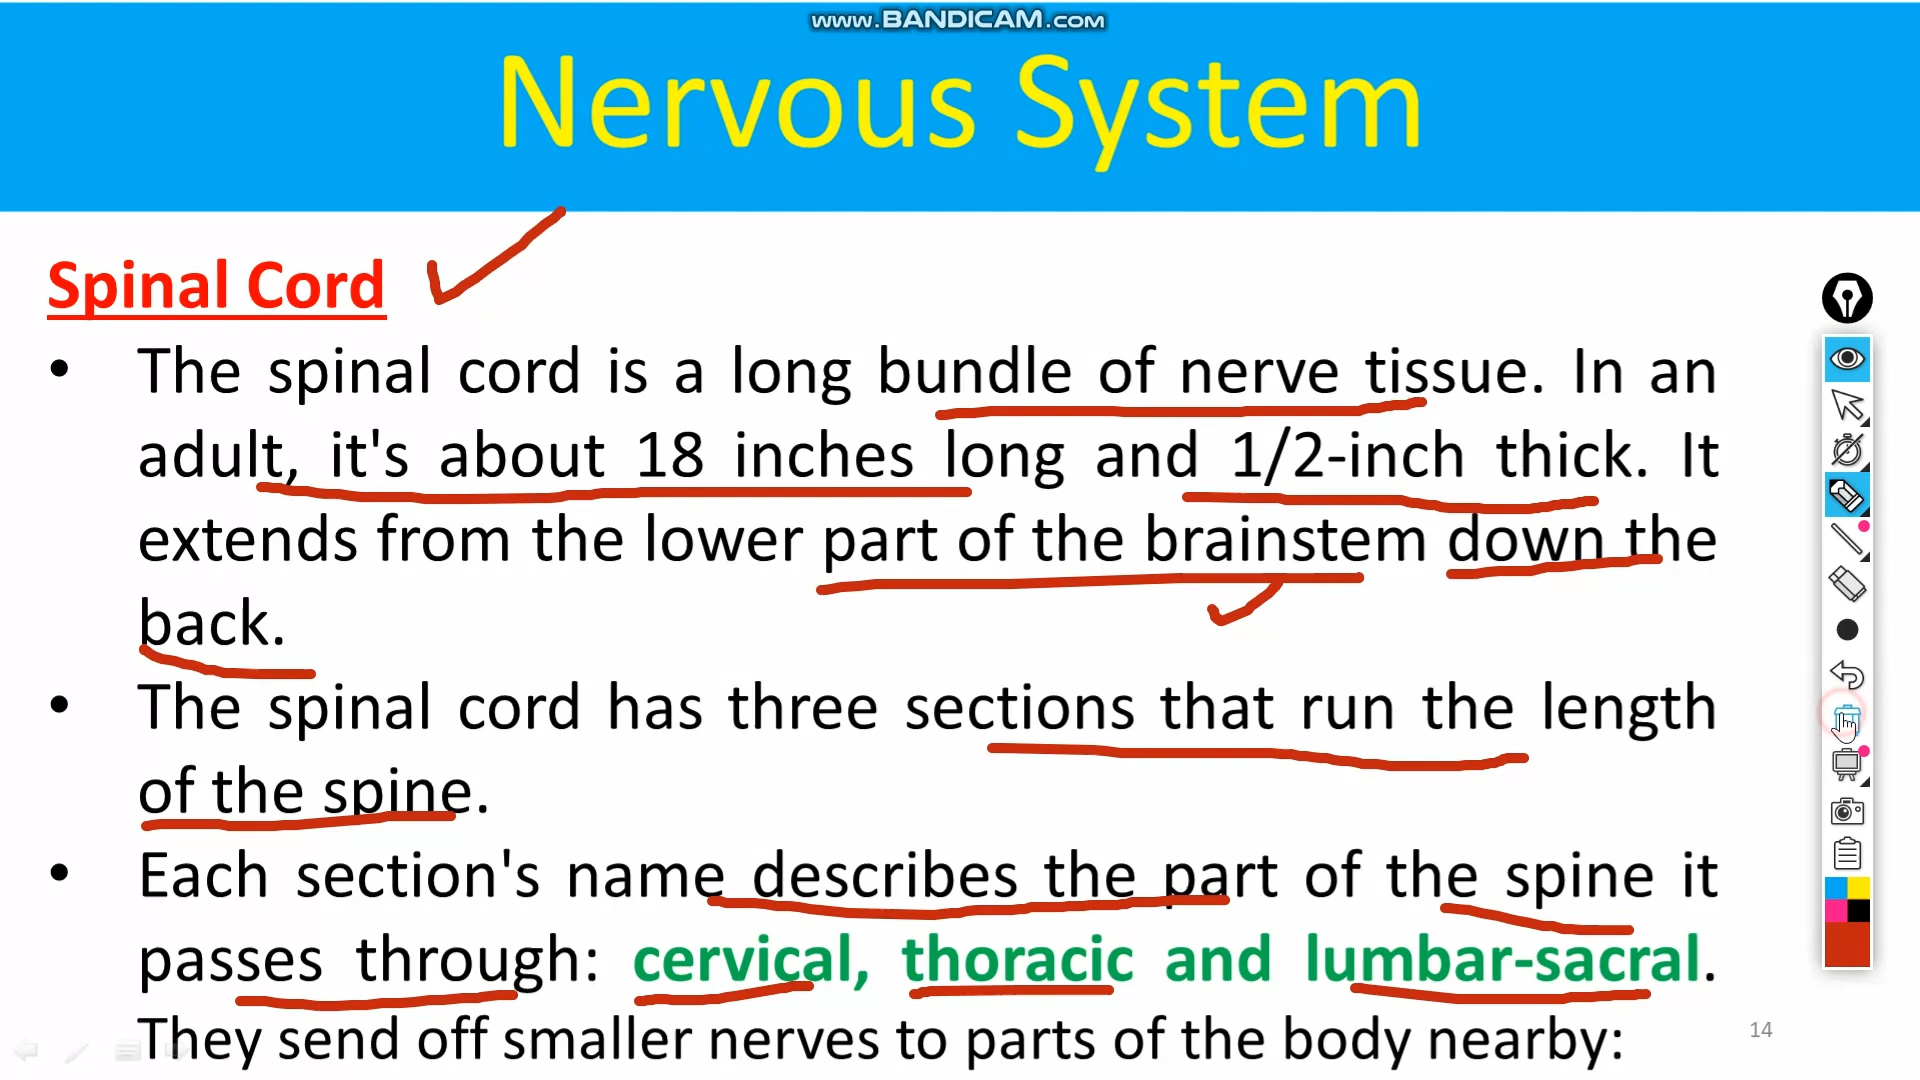 www.BANDICAM.com
Nervous System
Spinal Cord
• The spinal cord is a long bundle of nerve tissue. In an
adult, it's about 18 inches long and 1/2-inch thick. It
extends from the lower part of the brainstem down the
back.
• The spinal cord has three sections that run the length
of the spine.
• Each section's name describes the part of the spine it
passes through: cervical, thoracic and lumbar-sacral.
They send off smaller nerves to parts of the body nearby:
14